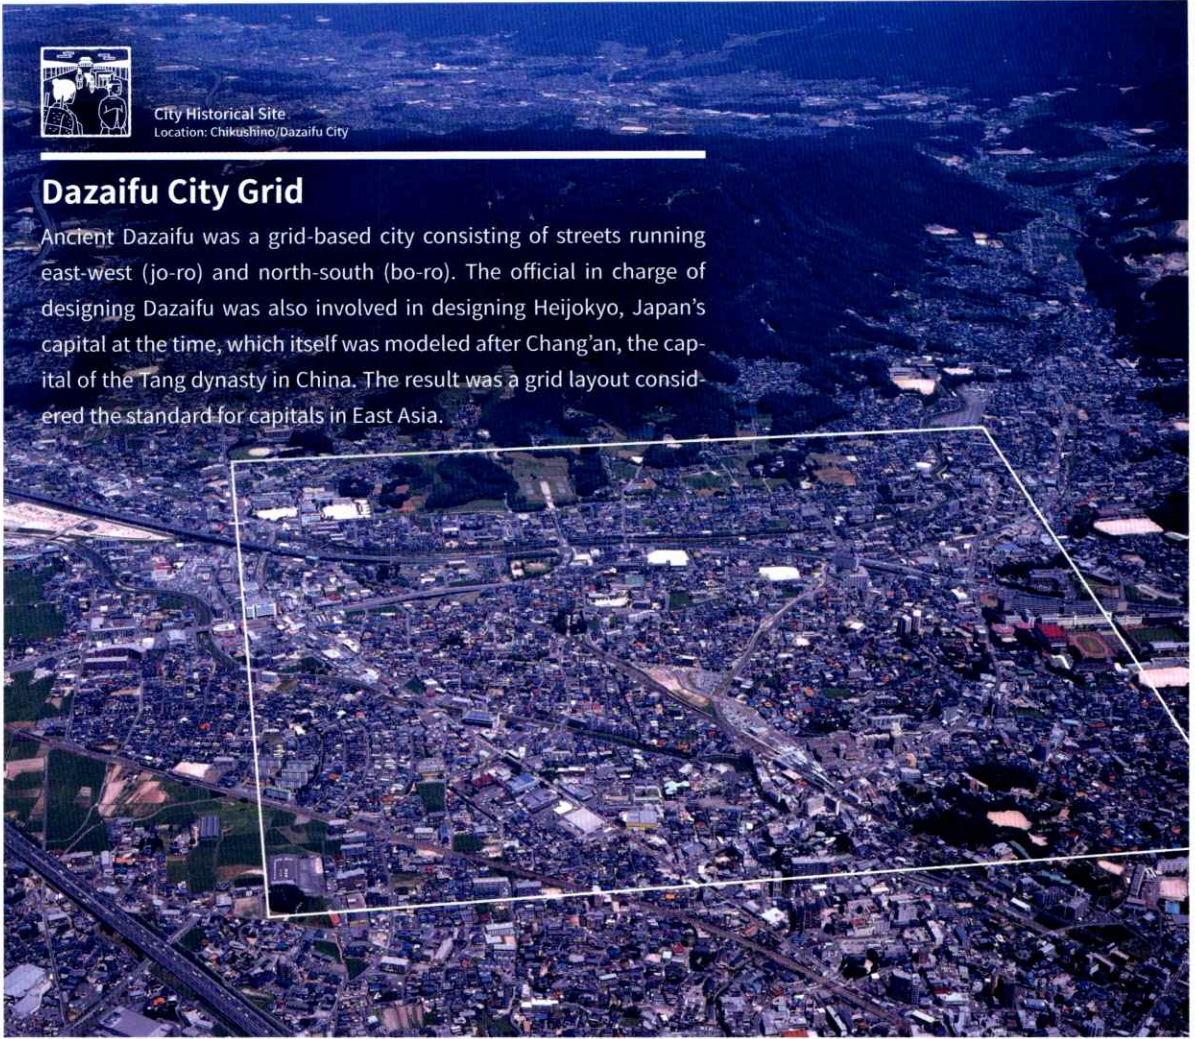 City Historical Site
Location: Chikushino/Dazaifu City
Dazaifu City Grid
Ancient Dazaifu was a grid-based city consisting of streets running
east-west (jo-ro) and north-south (bo-ro). The official in charge of
designing Dazaifu was also involved in designing Heijokyo, Japan's
capital at the time, which itself was modeled after Chang'an, the cap-
ital of the Tang dynasty in China. The result was a grid layout consid-
ered the standard for capitals in East Asia.